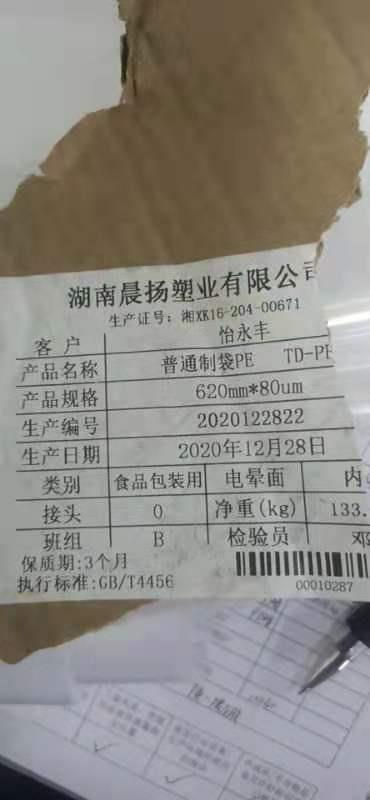 湖南晨扬塑业有限公司
生产证号：湘XK16-204-00671
客户 怡永丰
产品名称 普通制袋PE TD-PE
产品规格 620mm*80um
生产编号 2020122822
生产日期 2020年12月28日
类别 食品包装用 电晕面 内
接头 0 净重(kg) 133.
班组 B 检验员 邓
保质期:3个月
执行标准:GB/T4456
00010287